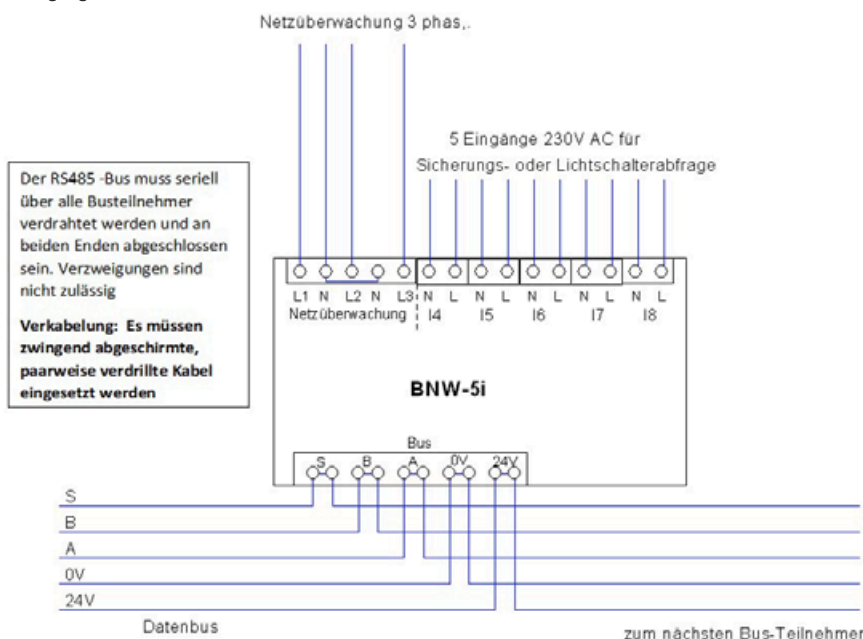 Netzüberwachung 3 phas,.
5 Eingänge 230V AC für
Sicherungs- oder Lichtschalterabfrage
Der RS485 -Bus muss seriell
über alle Busteilnehmer
verdrahtet werden und an
beiden Enden abgeschlossen
sein. Verzweigungen sind
nicht zulässig
Verkabelung: Es müssen
zwingend abgeschirmte,
paarweise verdrillte Kabel
eingesetzt werden
L1 N L2 N L3 N L N L N L N L N L
Netzüberwachung I4 I5 I6 I7 I8
BNW-5i
Bus
S B A 0V 24V
S
B
A
0V
24V
Datenbus
zum nächsten Bus-Teilnehmer